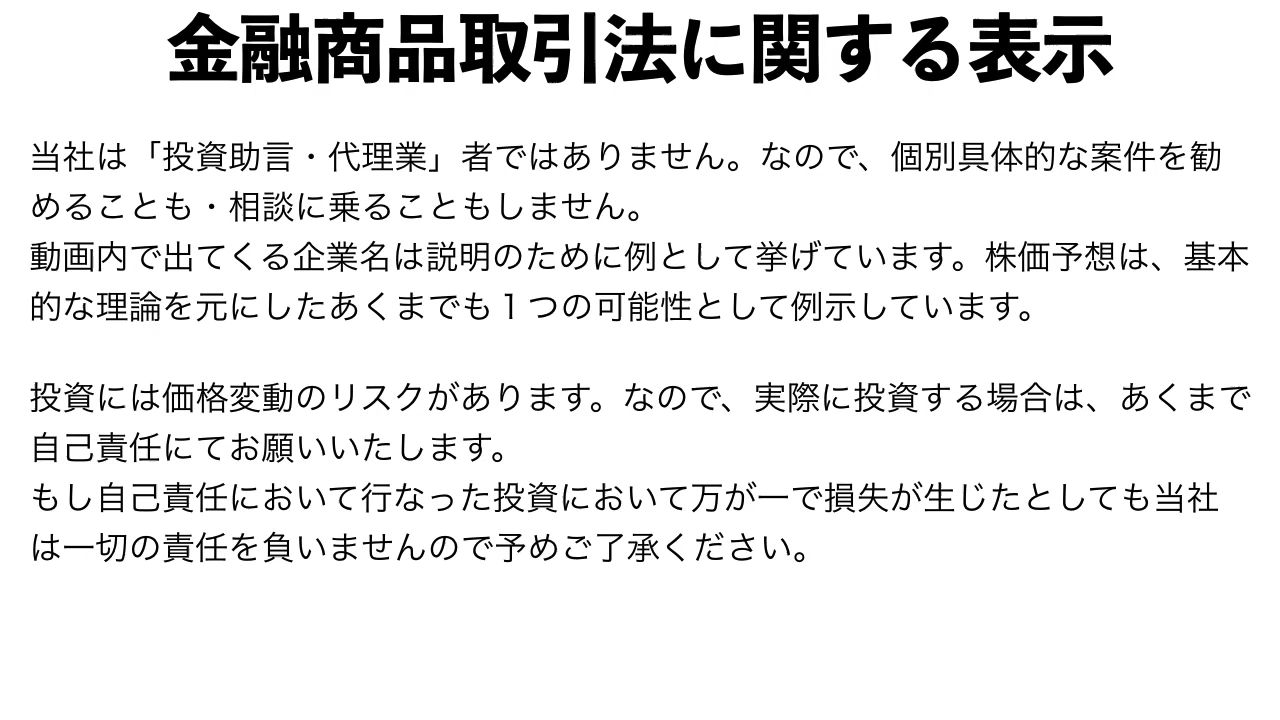 金融商品取引法に関する表示
当社は「投資助言・代理業」者ではありません。なので、個別具体的な案件を勧
めることも・相談に乗ることもしません。
動画内で出てくる企業名は説明のために例として挙げています。株価予想は、基本
的な理論を元にしたあくまでも１つの可能性として例示しています。
投資には価格変動のリスクがあります。なので、実際に投資する場合は、あくまで
自己責任にてお願いいたします。
もし自己責任において行なった投資において万が一で損失が生じたとしても当社
は一切の責任を負いませんので予めご了承ください。